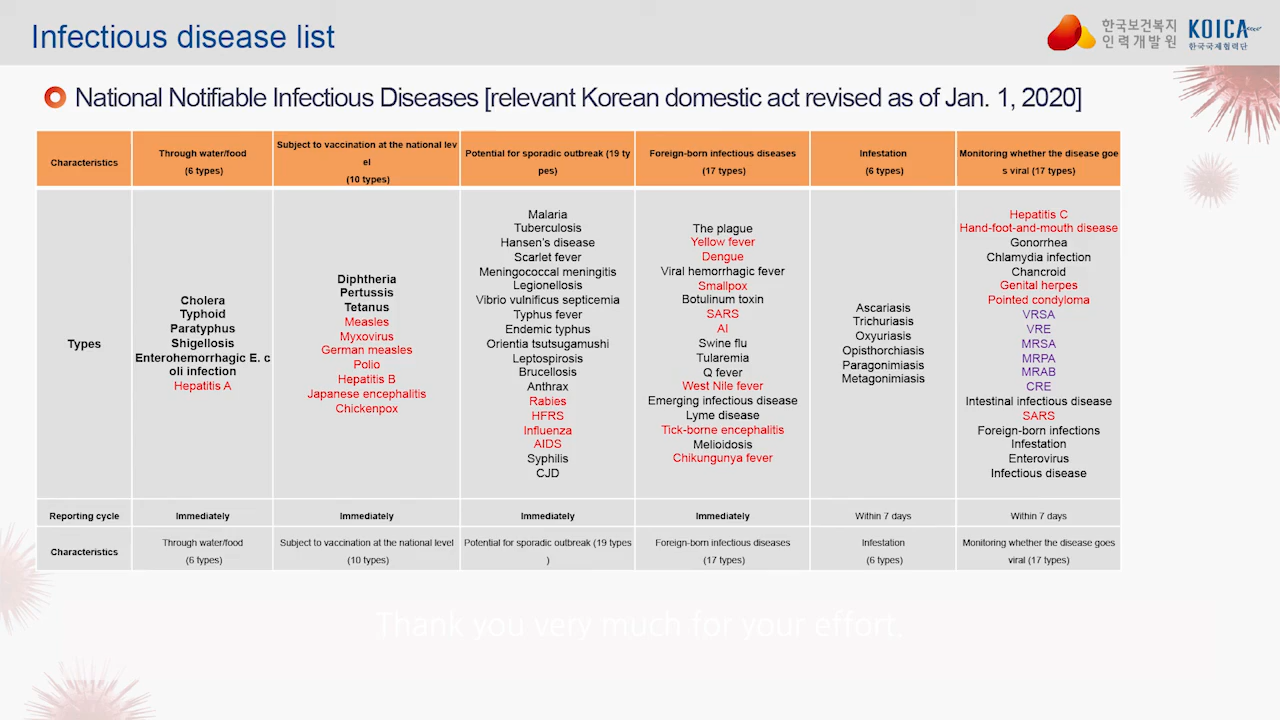 Infectious disease list
한국보건복지
인력개발원
KOICA
한국국제협력단
National Notifiable Infectious Diseases [relevant Korean domestic act revised as of Jan. 1, 2020]
Characteristics
Through water/food
(6 types)
Subject to vaccination at the national lev
el
(10 types)
Potential for sporadic outbreak (19 ty
pes)
Foreign-born infectious diseases
(17 types)
Infestation
(6 types)
Monitoring whether the disease goe
s viral (17 types)
Types
Cholera
Typhoid
Paratyphus
Shigellosis
Enterohemorrhagic E. c
oli infection
Hepatitis A
Diphtheria
Pertussis
Tetanus
Measles
Myxovirus
German measles
Polio
Hepatitis B
Japanese encephalitis
Chickenpox
Malaria
Tuberculosis
Hansen's disease
Scarlet fever
Meningococcal meningitis
Legionellosis
Vibrio vulnificus septicemia
Typhus fever
Endemic typhus
Orientia tsutsugamushi
Leptospirosis
Brucellosis
Anthrax
Rabies
HFRS
Influenza
AIDS
Syphilis
CJD
The plague
Yellow fever
Dengue
Viral hemorrhagic fever
Smallpox
Botulinum toxin
SARS
AI
Swine flu
Tularemia
Q fever
West Nile fever
Emerging infectious disease
Lyme disease
Tick-borne encephalitis
Melioidosis
Chikungunya fever
Ascariasis
Trichuriasis
Oxyuriasis
Opisthorchiasis
Paragonimiasis
Metagonimiasis
Hepatitis C
Hand-foot-and-mouth disease
Gonorrhea
Chlamydia infection
Chancroid
Genital herpes
Pointed condyloma
VRSA
VRE
MRSA
MRPA
MRAB
CRE
Intestinal infectious disease
SARS
Foreign-born infections
Infestation
Enterovirus
Infectious disease
Reporting cycle
Immediately
Immediately
Immediately
Immediately
Within 7 days
Within 7 days
Characteristics
Through water/food
(6 types)
Subject to vaccination at the national level
(10 types)
Potential for sporadic outbreak (19 types
)
Foreign-born infectious diseases
(17 types)
Infestation
(6 types)
Monitoring whether the disease goes
viral (17 types)
Thank you very much for your effort.